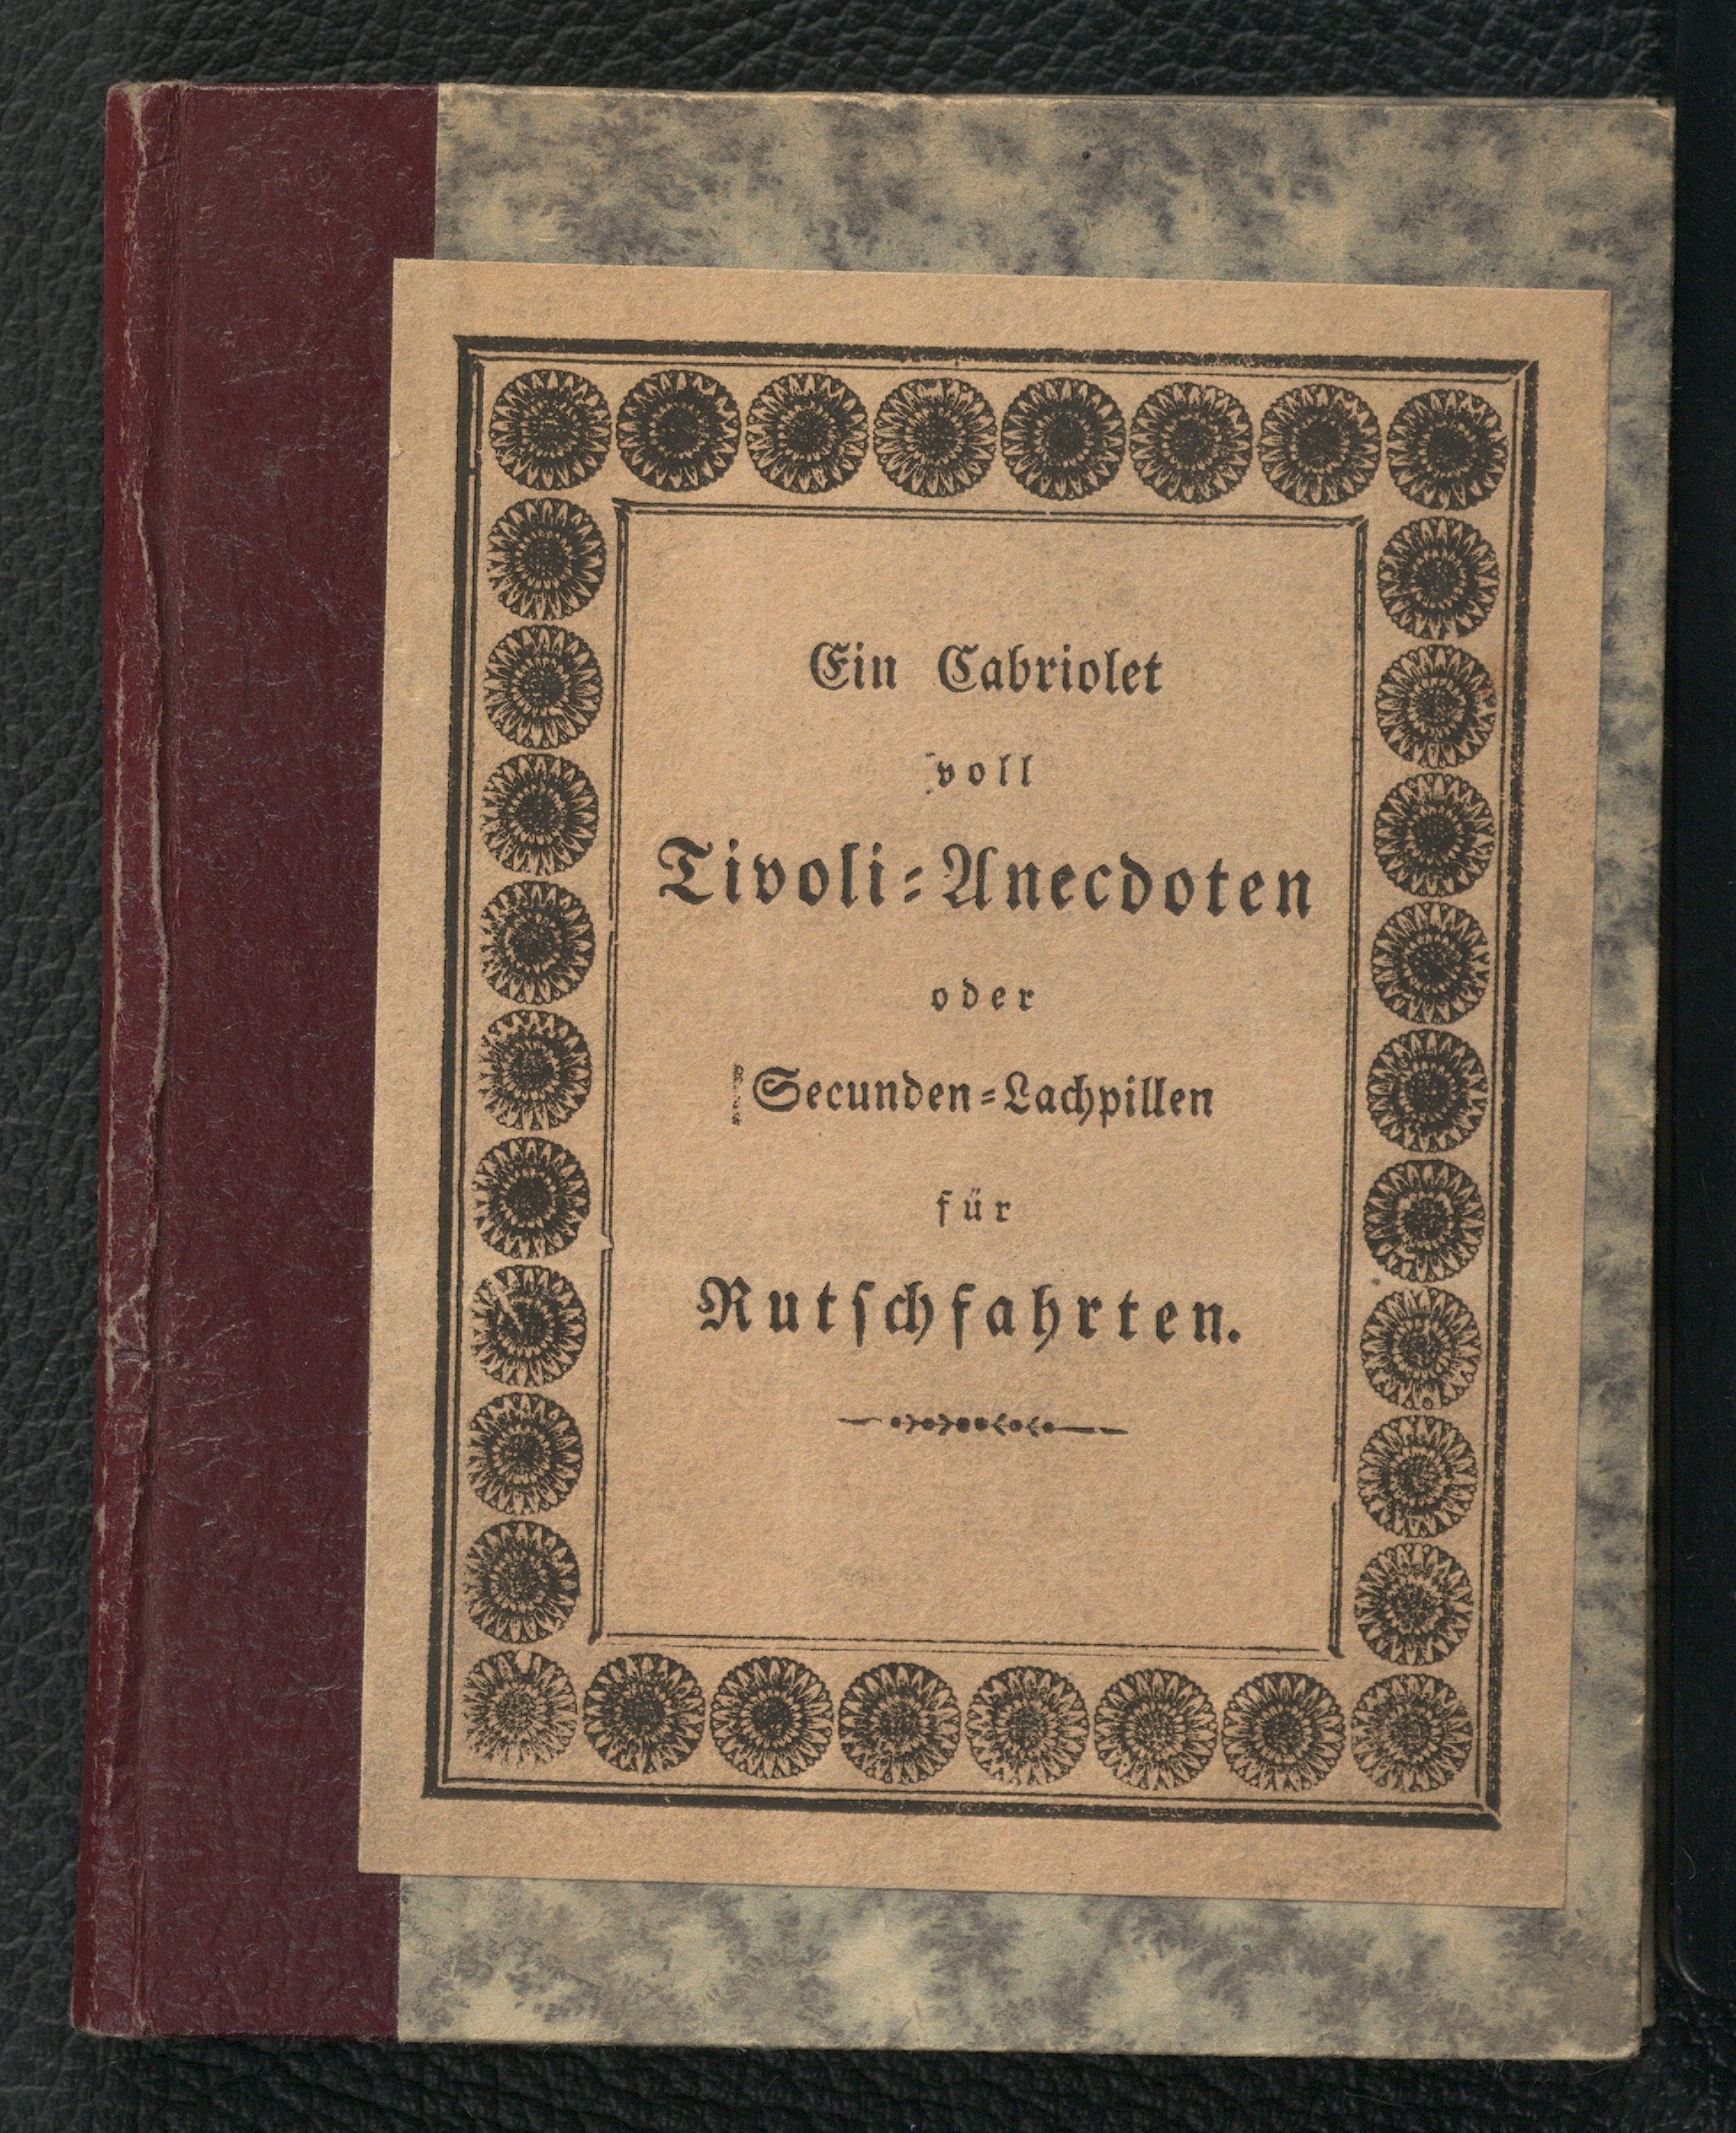 Ein Cabriolet
voll
Tivoli-Anecdoten
oder
Secunden-Lachpillen
für
Rutſchfahrten.